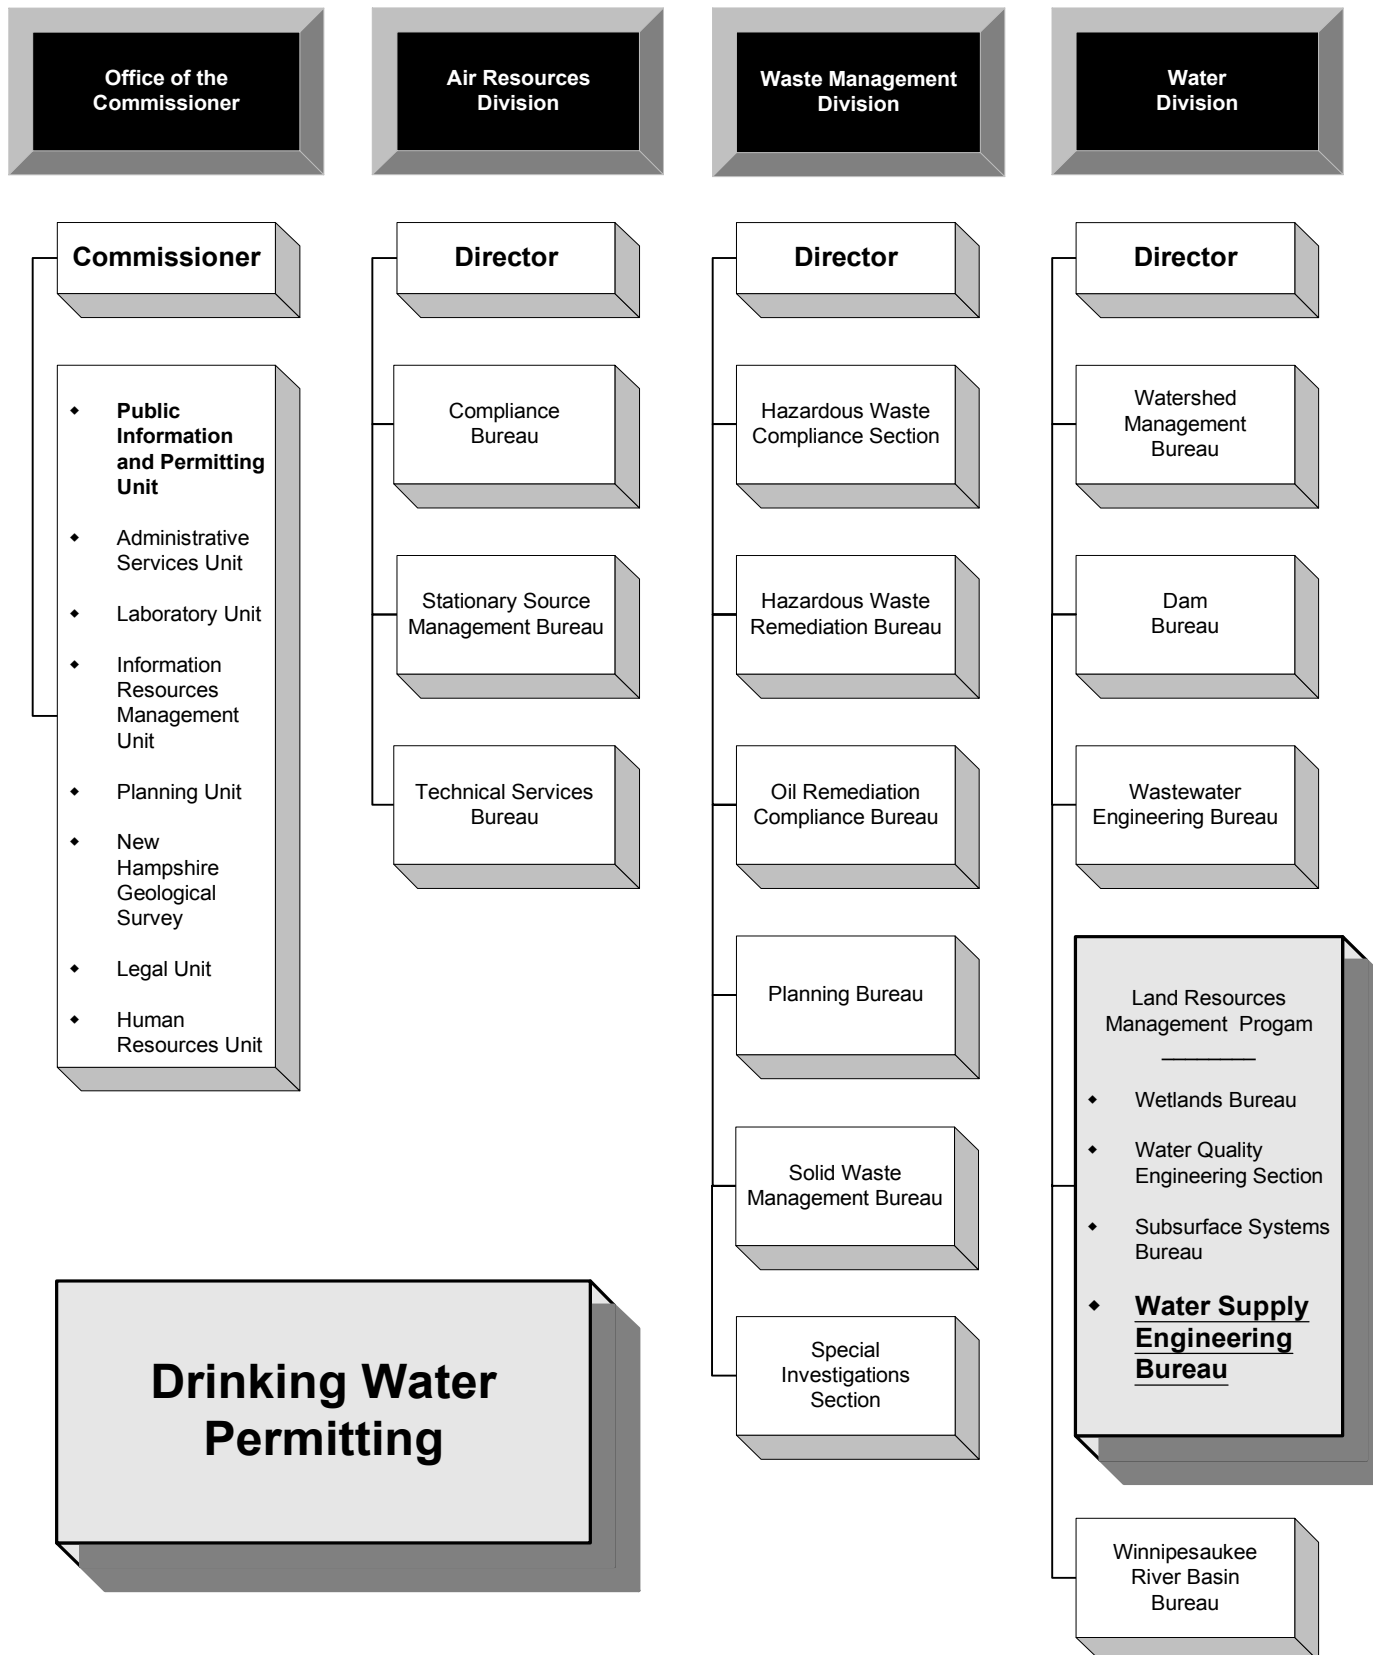 Office of the
Commissioner
Air Resources
Division
Waste Management
Division
Water
Division
Commissioner
◆ Public
Information
and Permitting
Unit
◆ Administrative
Services Unit
◆ Laboratory Unit
◆ Information
Resources
Management
Unit
◆ Planning Unit
◆ New
Hampshire
Geological
Survey
◆ Legal Unit
◆ Human
Resources Unit
Director
Compliance
Bureau
Stationary Source
Management Bureau
Technical Services
Bureau
Director
Hazardous Waste
Compliance Section
Hazardous Waste
Remediation Bureau
Oil Remediation
Compliance Bureau
Planning Bureau
Solid Waste
Management Bureau
Special
Investigations
Section
Director
Watershed
Management
Bureau
Dam
Bureau
Wastewater
Engineering Bureau
Land Resources
Management Progam
◆ Wetlands Bureau
◆ Water Quality
Engineering Section
◆ Subsurface Systems
Bureau
◆ Water Supply
Engineering
Bureau
Winnipesaukee
River Basin
Bureau
Drinking Water
Permitting